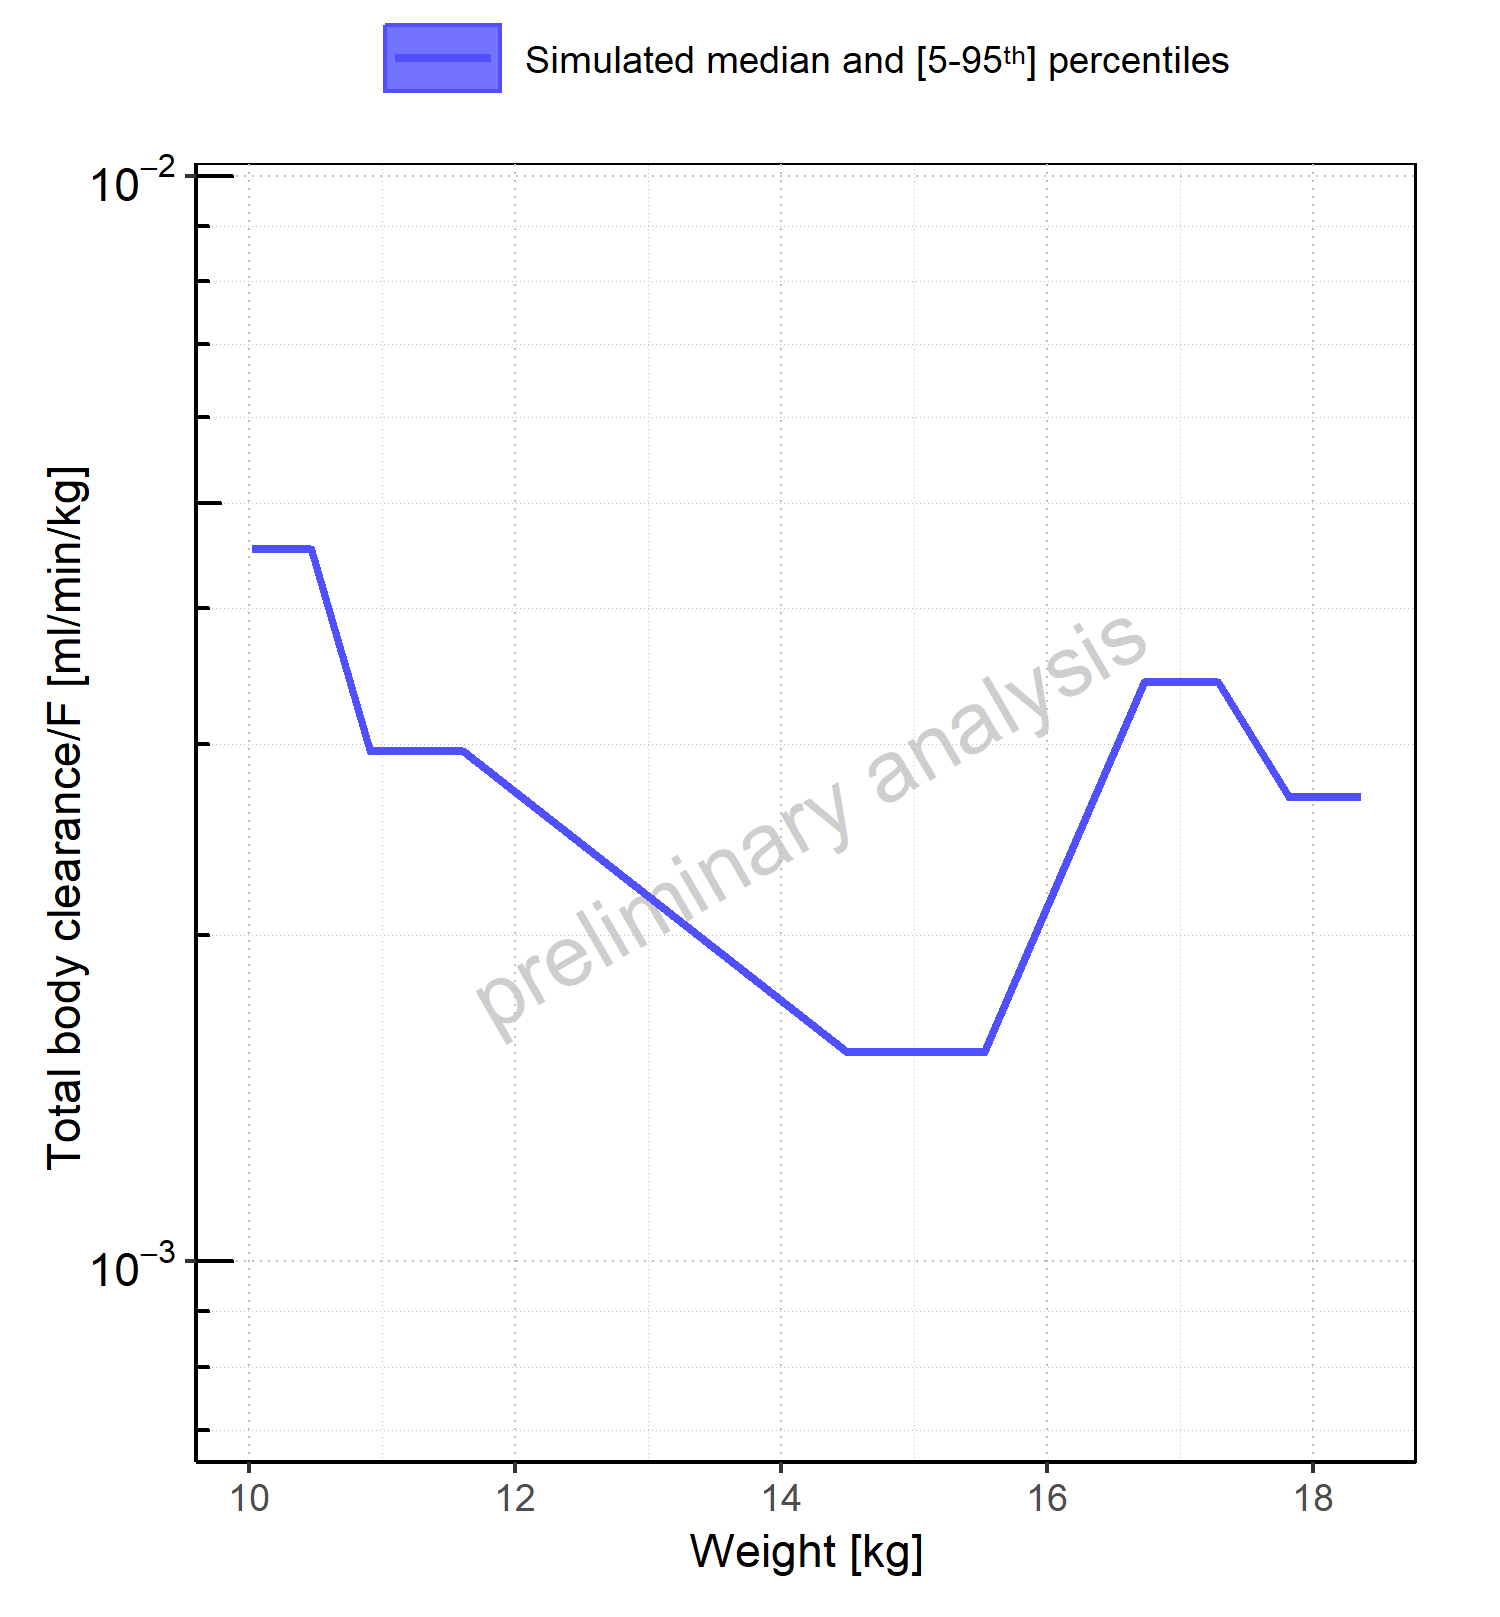 Simulated median and [5-95ᵗʰ] percentiles
10⁻²
10⁻³
Total body clearance/F [ml/min/kg]
preliminary analysis
10 12 14 16 18
Weight [kg]